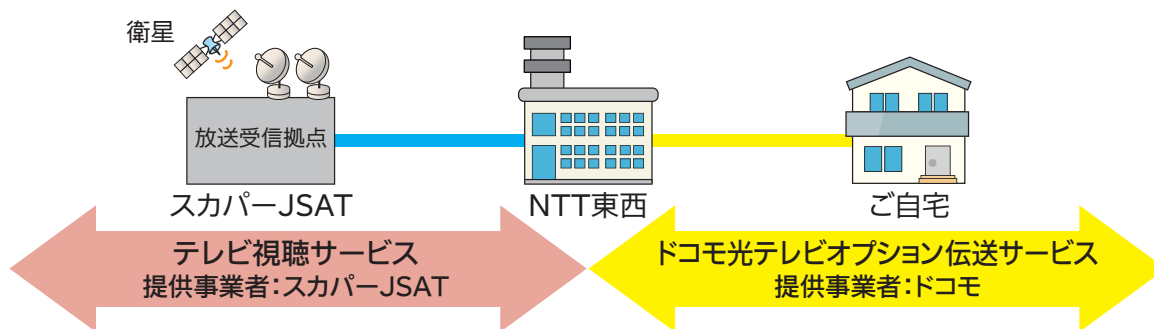 衛星
放送受信拠点
スカパーJSAT
NTT東西
ご自宅
テレビ視聴サービス
提供事業者：スカパーJSAT
ドコモ光テレビオプション伝送サービス
提供事業者：ドコモ